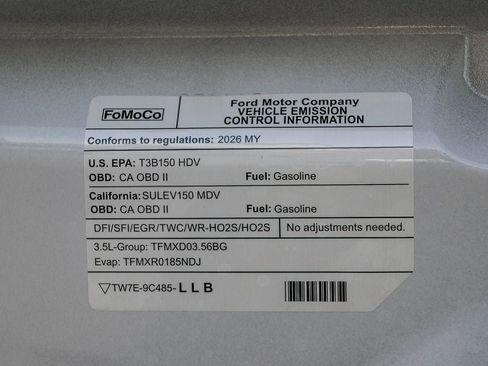 FoMoCo
Ford Motor Company
VEHICLE EMISSION
CONTROL INFORMATION
Conforms to regulations: 2026 MY
U.S. EPA: T3B150 HDV
OBD: CA OBD II Fuel: Gasoline
California: SULEV150 MDV
OBD: CA OBD II Fuel: Gasoline
DFI/SFI/EGR/TWC/WR-HO2S/HO2S No adjustments needed.
3.5L-Group: TFMXD03.56BG
Evap: TFMXR0185NDJ
▽TW7E-9C485- L L B